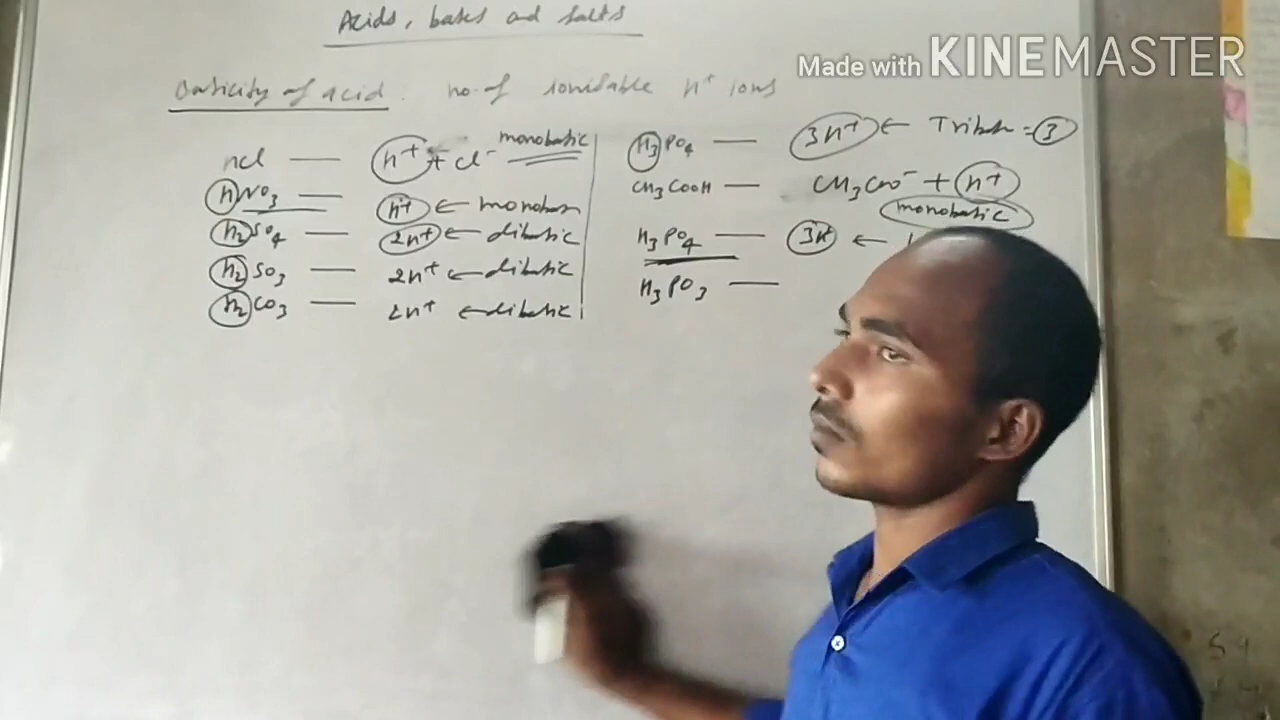 Acids, bases and salts
Made with KINEMASTER
Basicity of acid : no. of ionisable H+ ions
HCl — H+ + Cl- monobasic
HNO3 — H+ ← monobasic
H2SO4 — 2H+ ← dibasic
H2SO3 — 2H+ ← dibasic
H2CO3 — 2H+ ← dibasic
H3PO4 — 3H+ ← Tribasic = 3
CH3COOH — CH3COO- + H+
monobasic
H3PO4 — 3H+ ←
H3PO3 —